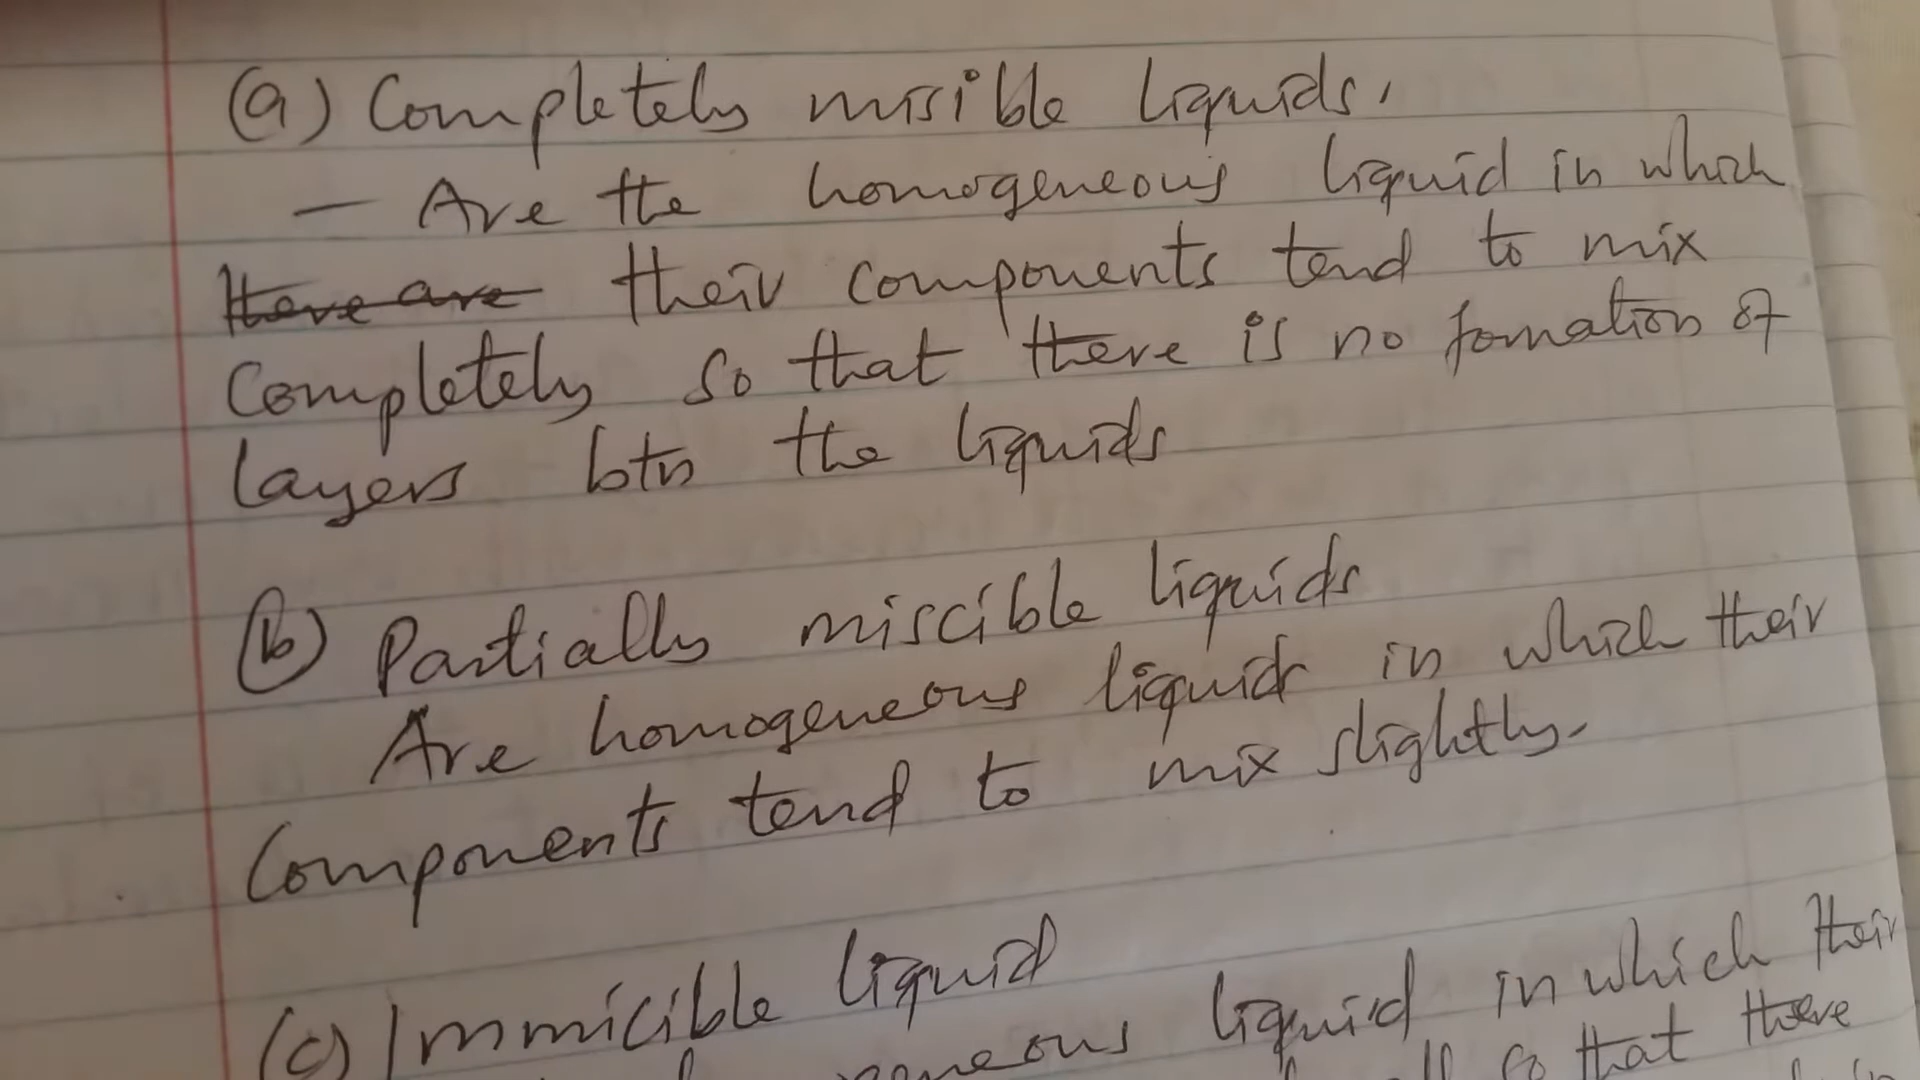 (a) Completely misible liquids.
— Are the homogeneous liquid in which
There are their components tend to mix
Completely so that there is no fomation of
layers btn the liquids
(b) Partially miscible liquids
Are homogeneous liquids in which their
Components tend to mix slightly.
(c) Immicible liquid
liquid in which their
so that there